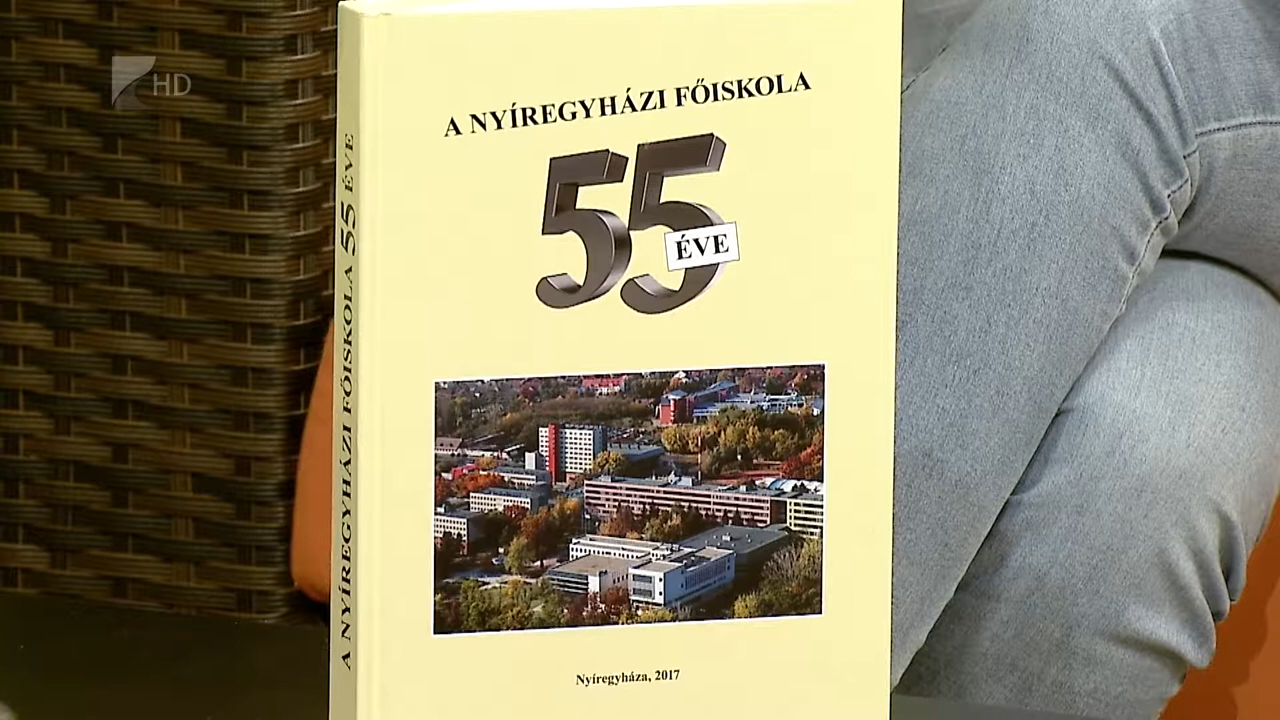 HD
A NYÍREGYHÁZI FŐISKOLA
55
ÉVE
Nyíregyháza, 2017
A NYÍREGYHÁZI FŐISKOLA 55 ÉVE